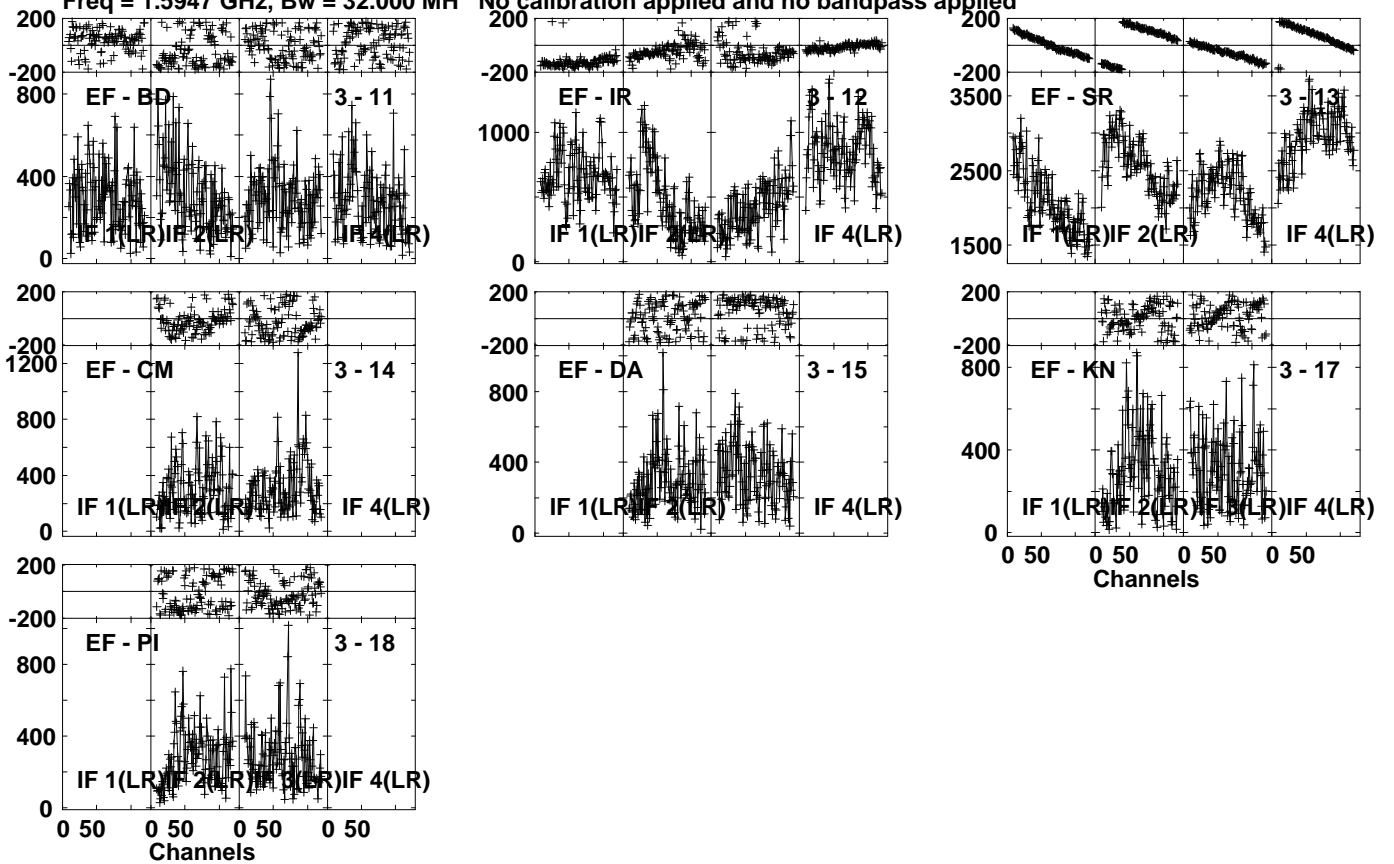 Freq = 1.5947 GHz, Bw = 32.000 MH No calibration applied and no bandpass applied
200
-200
800
400
0
EF - BD
3 - 11
IF 1(LR) IF 2(LR) IF 4(LR)
1000
0
EF - IR
3 - 12
IF 1(LR) IF 2(LR) IF 4(LR)
200
-200
3500
2500
1500
EF - SR
3 - 13
IF 1(LR) IF 2(LR) IF 4(LR)
200
-200
1200
800
400
0
EF - CM
3 - 14
IF 1(LR) IF 2(LR) IF 4(LR)
800
400
0
EF - DA
3 - 15
IF 1(LR) IF 2(LR) IF 4(LR)
200
-200
800
400
0
EF - KN
3 - 17
IF 1(LR) IF 2(LR) IF 3(LR) IF 4(LR)
0 50 0 50 0 50 0 50
Channels
200
-200
800
400
0
EF - PI
3 - 18
IF 1(LR) IF 2(LR) IF 3(LR) IF 4(LR)
0 50 0 50 0 50 0 50
Channels